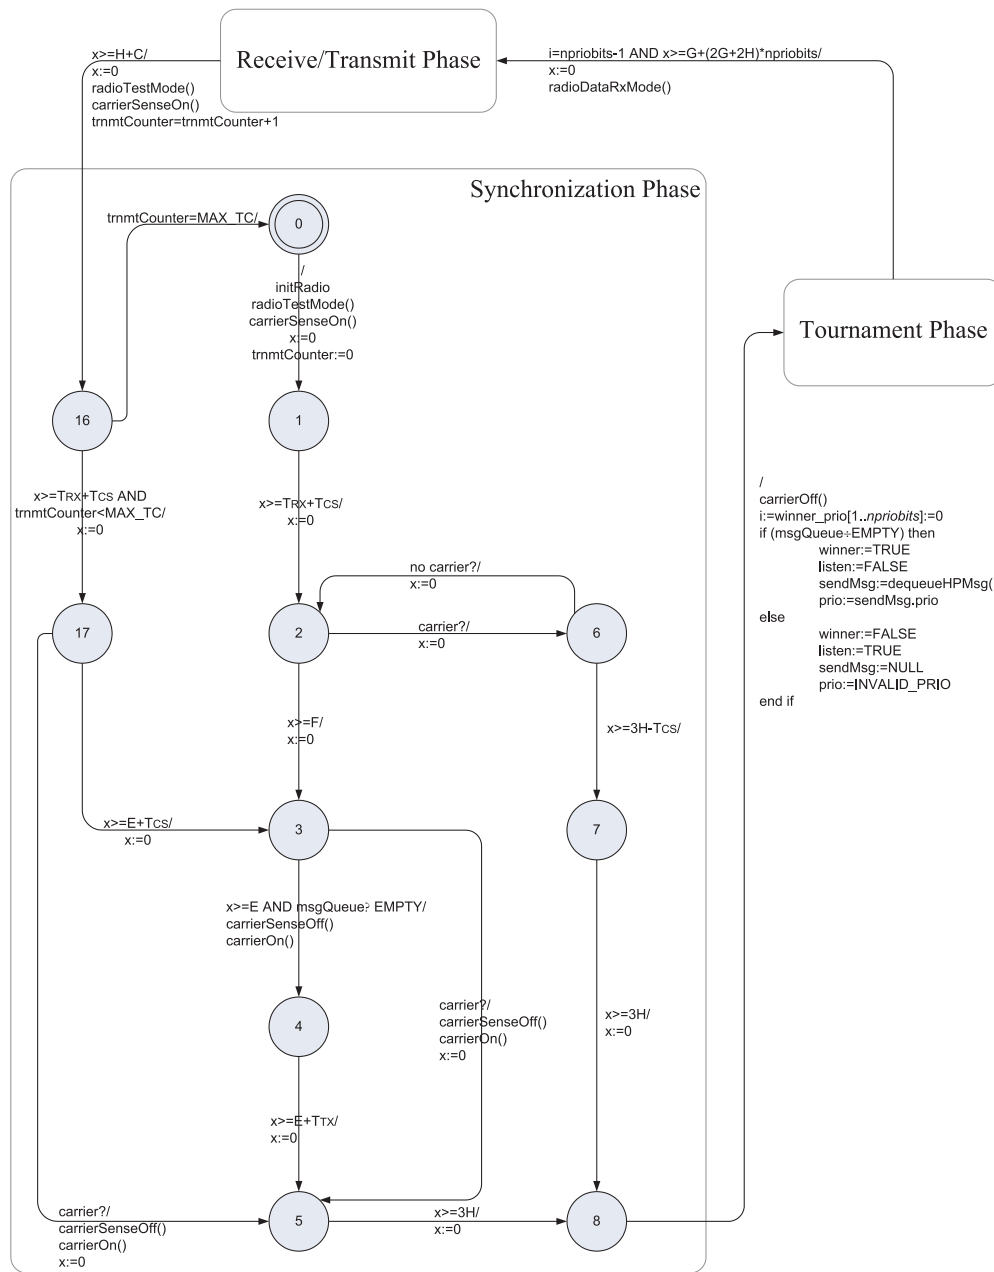 Receive/Transmit Phase
x>=H+C/
x:=0
radioTestMode()
carrierSenseOn()
trnmtCounter=trnmtCounter+1
i=npriobits-1 AND x>=G+(2G+2H)*npriobits/
x:=0
radioDataRxMode()
Synchronization Phase
trnmtCounter=MAX_TC/
0
/
initRadio
radioTestMode()
carrierSenseOn()
x:=0
trnmtCounter:=0
Tournament Phase
16
1
x>=TRX+TCS AND
trnmtCounter<MAX_TC/
x:=0
x>=TRX+TCS/
x:=0
/
carrierOff()
i:=winner_prio[1..npriobits]:=0
if (msgQueue÷EMPTY) then
winner:=TRUE
listen:=FALSE
sendMsg:=dequeueHPMsg(
prio:=sendMsg.prio
else
winner:=FALSE
listen:=TRUE
sendMsg:=NULL
prio:=INVALID_PRIO
end if
no carrier?/
x:=0
17
2
carrier?/
x:=0
6
x>=F/
x:=0
x>=3H-TCS/
x>=E+TCS/
x:=0
3
7
x>=E AND msgQueue? EMPTY/
carrierSenseOff()
carrierOn()
carrier?/
carrierSenseOff()
carrierOn()
x:=0
x>=3H/
x:=0
4
x>=E+TTX/
x:=0
carrier?/
carrierSenseOff()
carrierOn()
x:=0
5
x>=3H/
x:=0
8